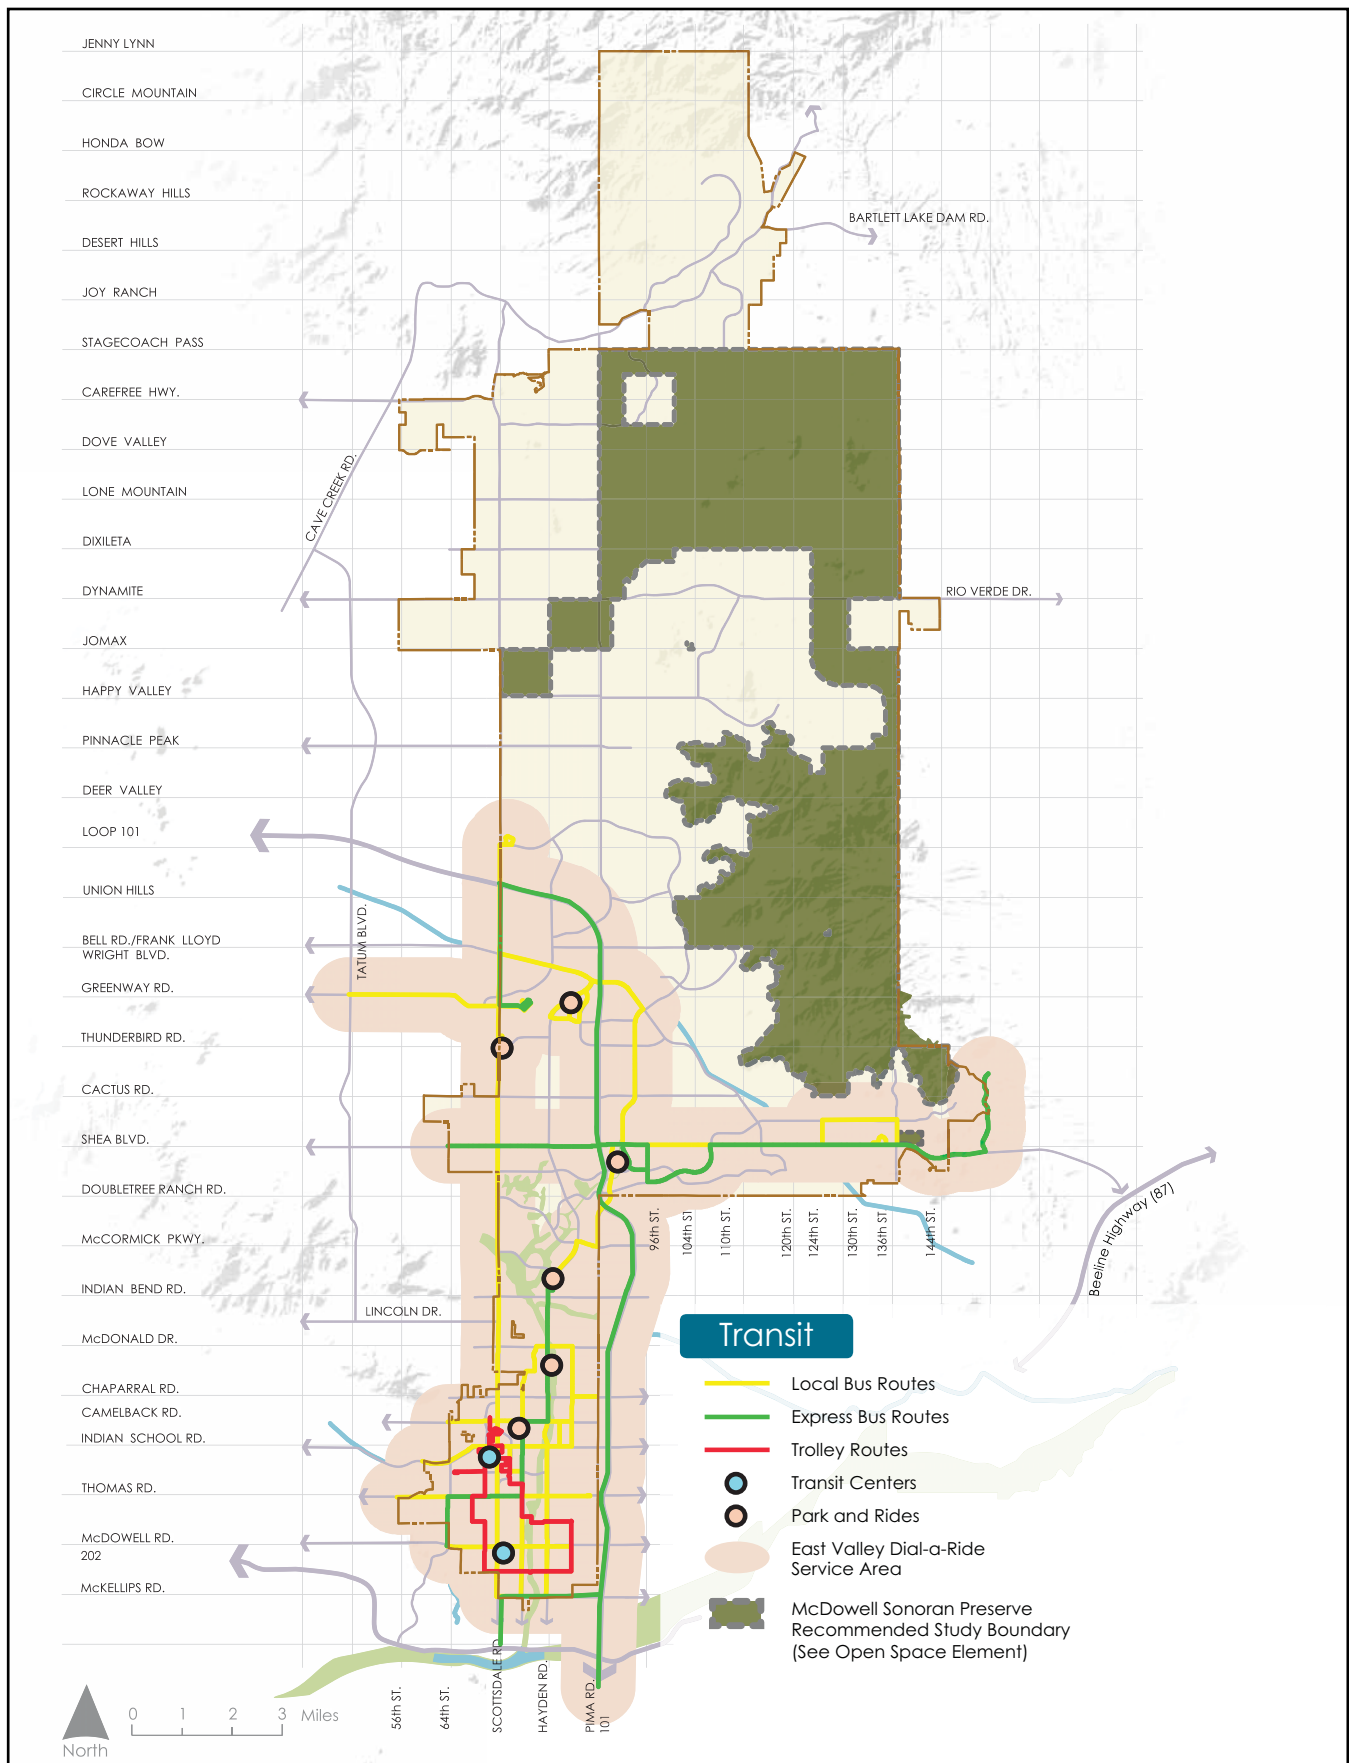 JENNY LYNN
CIRCLE MOUNTAIN
HONDA BOW
ROCKAWAY HILLS
BARTLETT LAKE DAM RD.
DESERT HILLS
JOY RANCH
STAGECOACH PASS
CAREFREE HWY.
DOVE VALLEY
CAVE CREEK RD.
LONE MOUNTAIN
DIXILETA
DYNAMITE
RIO VERDE DR.
JOMAX
HAPPY VALLEY
PINNACLE PEAK
DEER VALLEY
LOOP 101
UNION HILLS
TATUM BLVD.
BELL RD./FRANK LLOYD
WRIGHT BLVD.
GREENWAY RD.
THUNDERBIRD RD.
CACTUS RD.
SHEA BLVD.
DOUBLETREE RANCH RD.
96th ST.
104th ST
110th ST.
120th ST.
124th ST.
130th ST.
136th ST.
144th ST.
Beeline Highway (87)
McCORMICK PKWY.
INDIAN BEND RD.
LINCOLN DR.
McDONALD DR.
CHAPARRAL RD.
CAMELBACK RD.
INDIAN SCHOOL RD.
THOMAS RD.
McDOWELL RD.
202
McKELLIPS RD.
Transit
Local Bus Routes
Express Bus Routes
Trolley Routes
Transit Centers
Park and Rides
East Valley Dial-a-Ride
Service Area
McDowell Sonoran Preserve
Recommended Study Boundary
(See Open Space Element)
56th ST.
64th ST.
SCOTTSDALE RD.
HAYDEN RD.
PIMA RD.
101
0 1 2 3 Miles
North